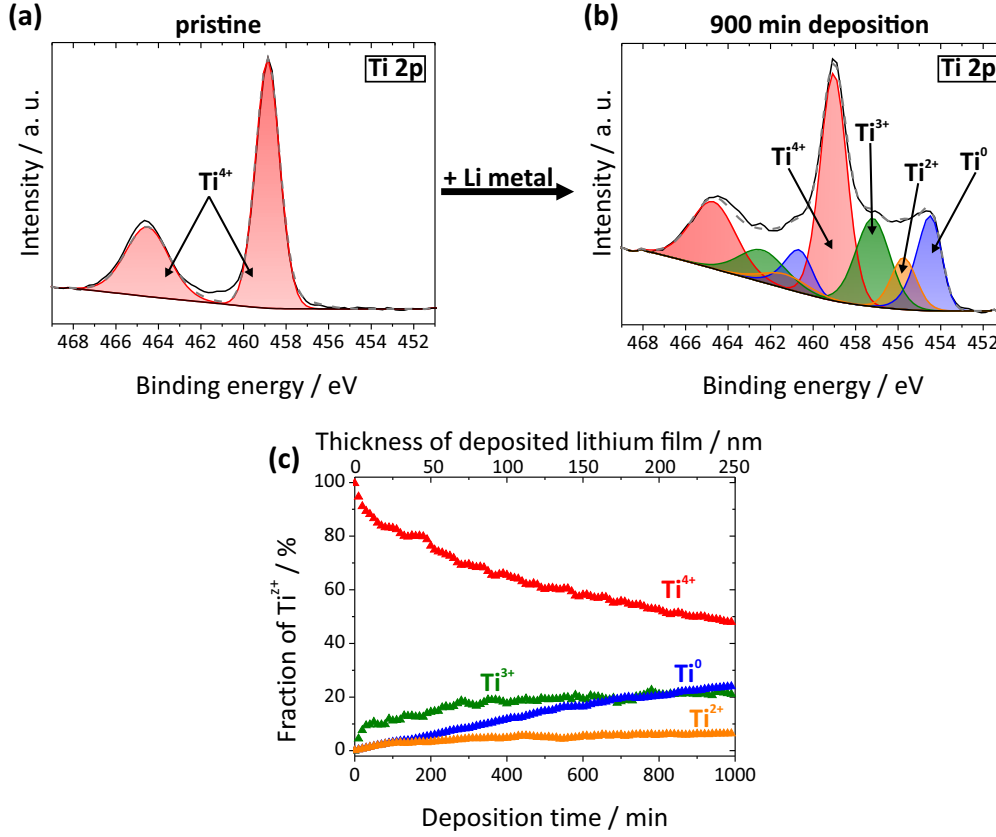 (a)
pristine
Ti 2p
Ti⁴⁺
Intensity / a. u.
468 466 464 462 460 458 456 454 452
Binding energy / eV
+ Li metal
(b)
900 min deposition
Ti 2p
Ti⁴⁺
Ti³⁺
Ti²⁺
Ti⁰
Intensity / a. u.
468 466 464 462 460 458 456 454 452
Binding energy / eV
(c)
Thickness of deposited lithium film / nm
0 50 100 150 200 250
100
80
60
40
20
0
Fraction of Tiᶻ⁺ / %
Ti⁴⁺
Ti³⁺
Ti⁰
Ti²⁺
0 200 400 600 800 1000
Deposition time / min